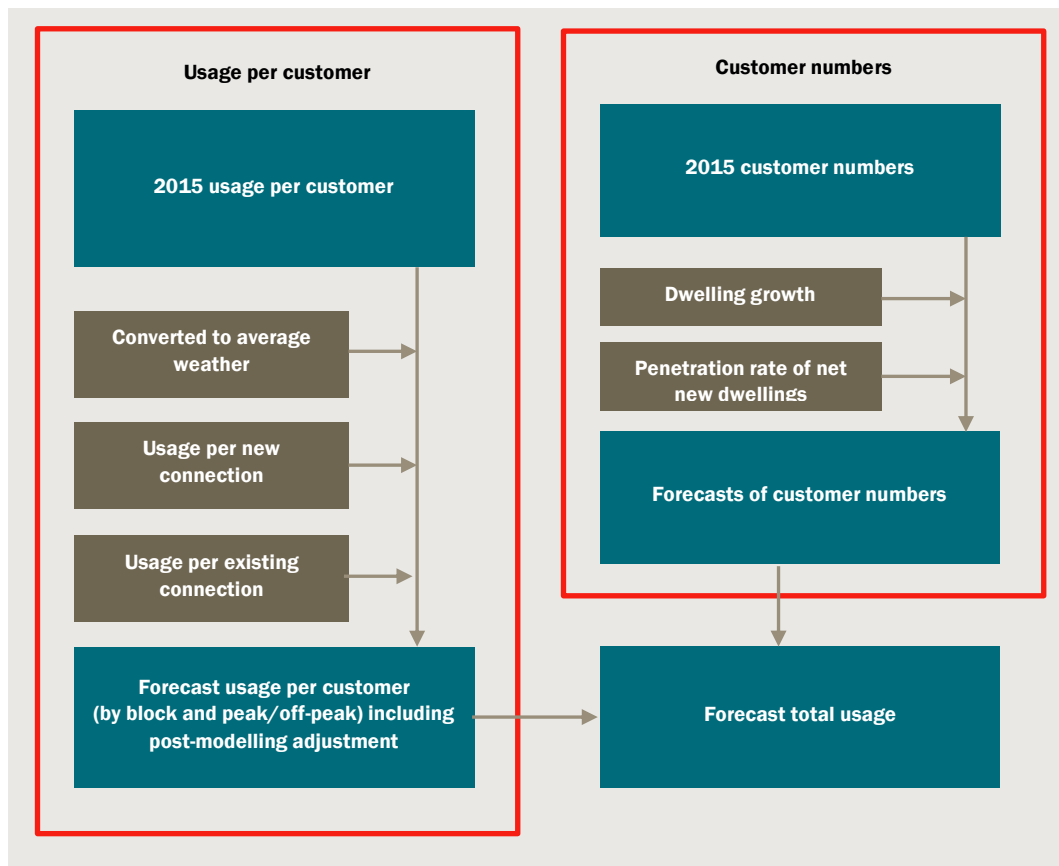 Usage per customer
2015 usage per customer
Converted to average
weather
Usage per new
connection
Usage per existing
connection
Forecast usage per customer
(by block and peak/off-peak) including
post-modelling adjustment
Customer numbers
2015 customer numbers
Dwelling growth
Penetration rate of net
new dwellings
Forecasts of customer numbers
Forecast total usage